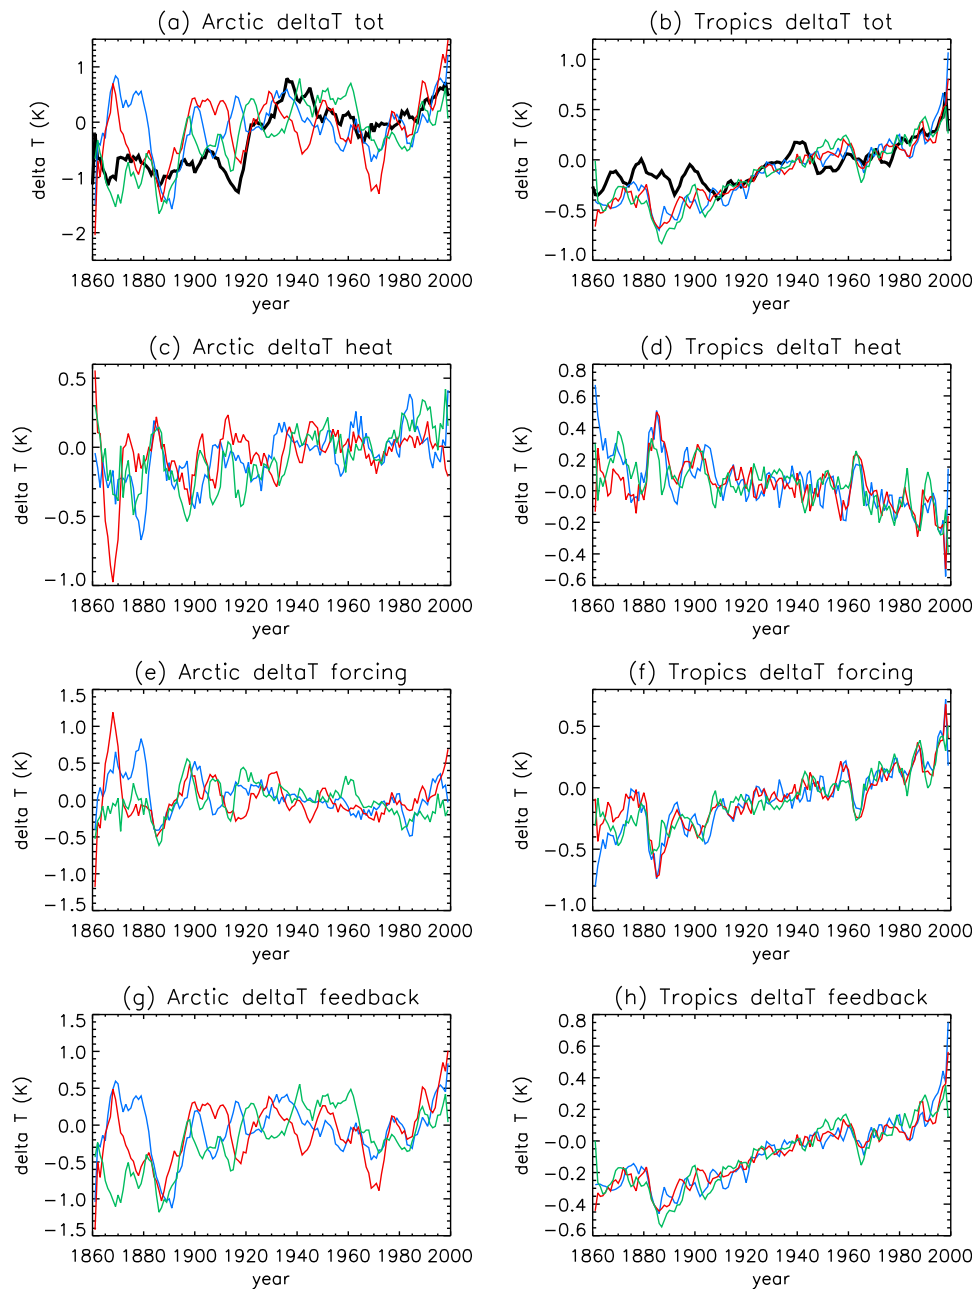 (a) Arctic deltaT tot
(b) Tropics deltaT tot
delta T (K)
1
0
−1
−2
1860 1880 1900 1920 1940 1960 1980 2000
year
delta T (K)
1.0
0.5
0.0
−0.5
−1.0
1860 1880 1900 1920 1940 1960 1980 2000
year
(c) Arctic deltaT heat
(d) Tropics deltaT heat
delta T (K)
0.5
0.0
−0.5
−1.0
1860 1880 1900 1920 1940 1960 1980 2000
year
delta T (K)
0.8
0.6
0.4
0.2
−0.0
−0.2
−0.4
−0.6
1860 1880 1900 1920 1940 1960 1980 2000
year
(e) Arctic deltaT forcing
(f) Tropics deltaT forcing
delta T (K)
1.5
1.0
0.5
0.0
−0.5
−1.0
−1.5
1860 1880 1900 1920 1940 1960 1980 2000
year
delta T (K)
0.5
0.0
−0.5
−1.0
1860 1880 1900 1920 1940 1960 1980 2000
year
(g) Arctic deltaT feedback
(h) Tropics deltaT feedback
delta T (K)
1.5
1.0
0.5
0.0
−0.5
−1.0
−1.5
1860 1880 1900 1920 1940 1960 1980 2000
year
delta T (K)
0.8
0.6
0.4
0.2
−0.0
−0.2
−0.4
−0.6
1860 1880 1900 1920 1940 1960 1980 2000
year